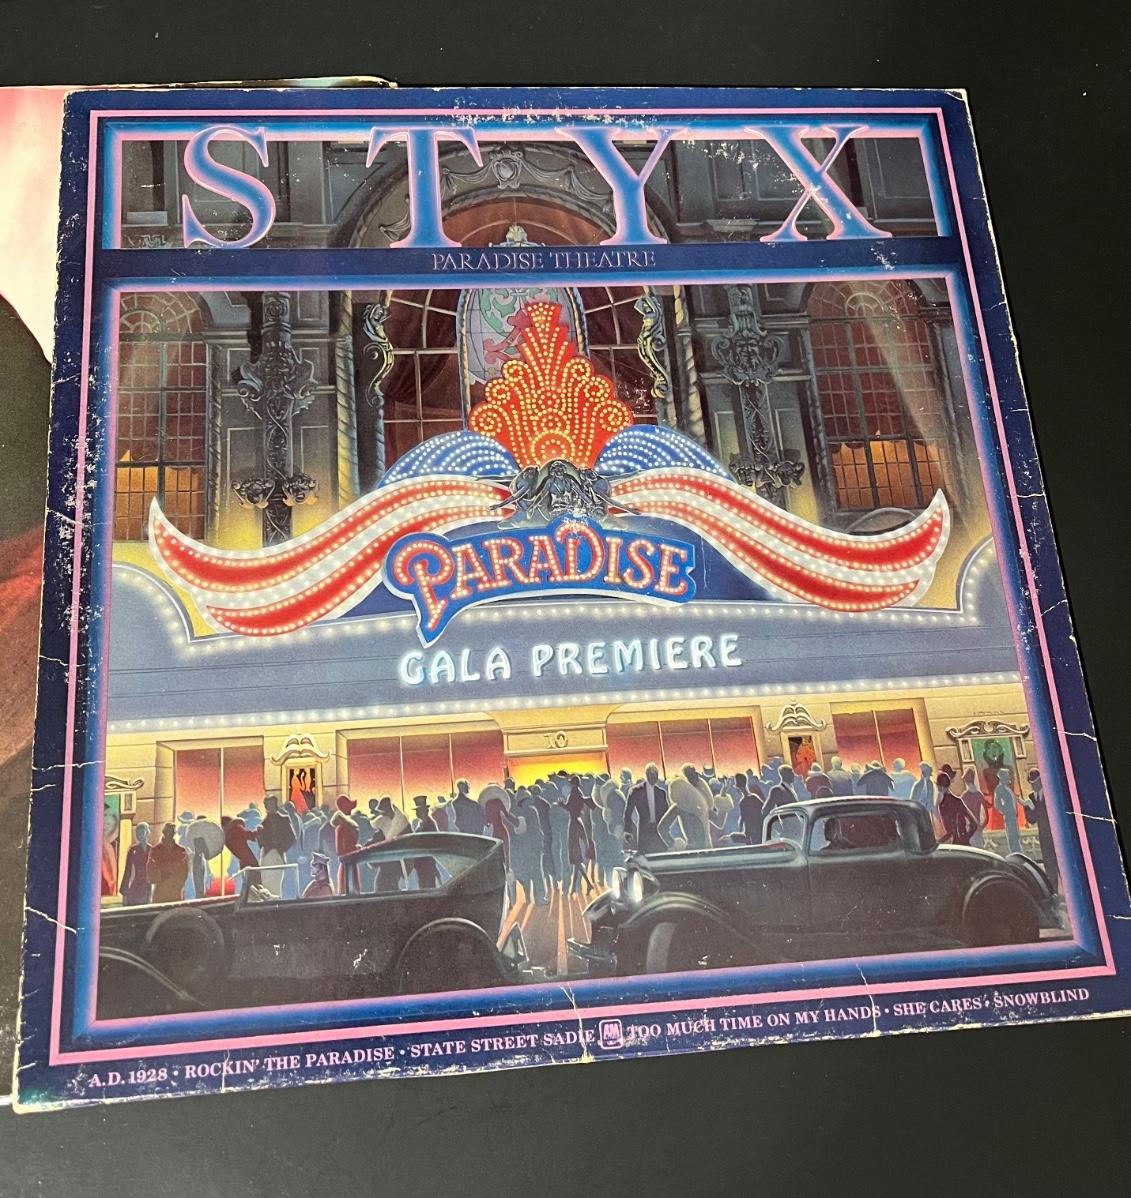 STYX
PARADISE THEATRE
PARADISE
GALA PREMIERE
10
A.D. 1928 • ROCKIN' THE PARADISE • STATE STREET SADIE AM TOO MUCH TIME ON MY HANDS • SHE CARES • SNOWBLIND